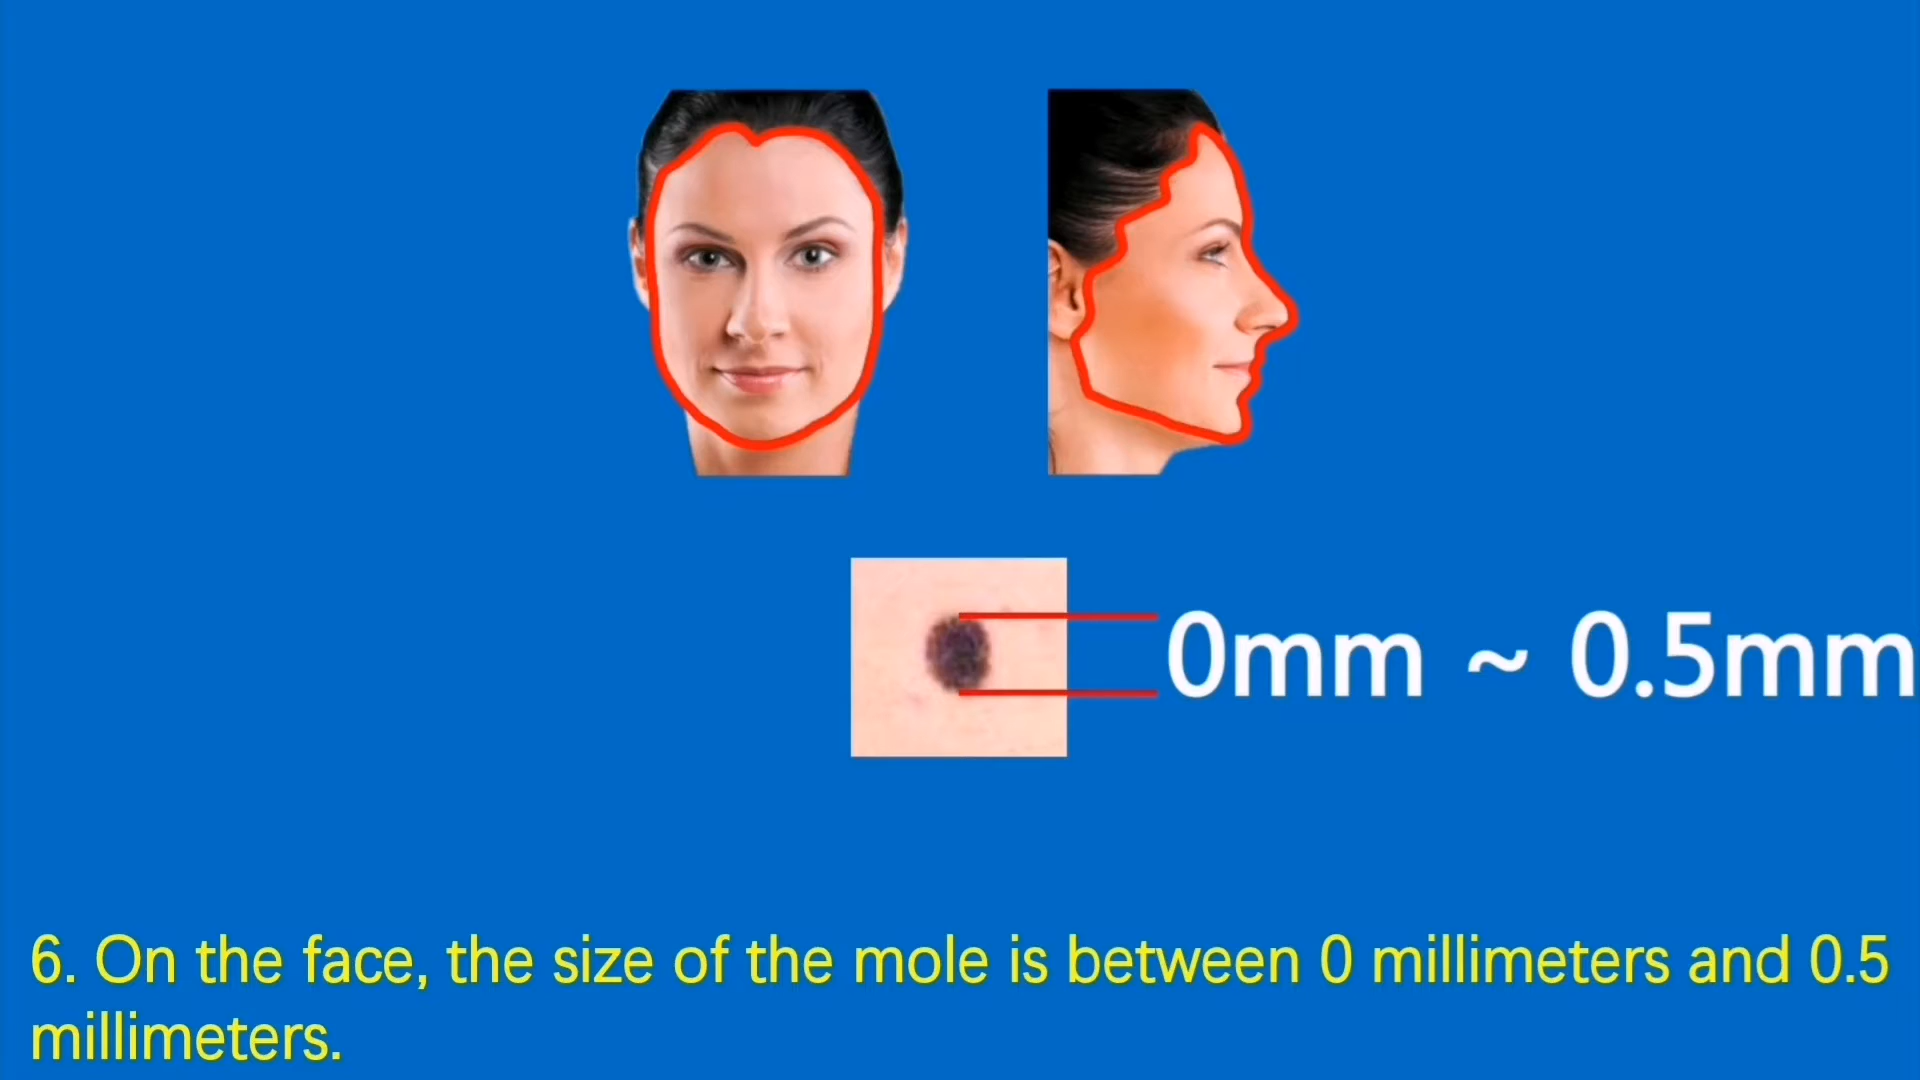 0mm ~ 0.5mm
6. On the face, the size of the mole is between 0 millimeters and 0.5
millimeters.